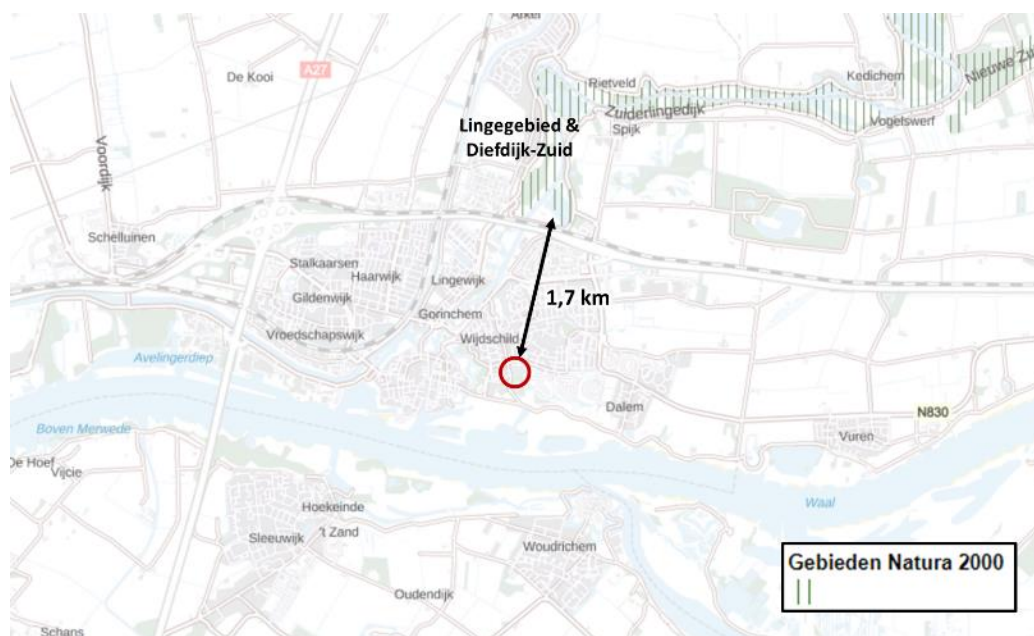 Arkel
De Kooi
A27
Rietveld
Kedichem
Nieuwe Zu
Zuiderlingedijk
Vogelswerf
Spijk
Lingegebied &
Diefdijk-Zuid
Voordijk
Schelluinen
Stalkaarsen
Haarwijk
Lingewijk
Gildenwijk
1,7 km
Gorinchem
Vroedschapswijk
Wijdschild
Avelingerdiep
Dalem
N830
Boven Merwede
Vuren
De Hoef
Vijcie
Waal
Hoekeinde
't Zand
Sleeuwijk
Woudrichem
Gebieden Natura 2000
Oudendijk
Schans